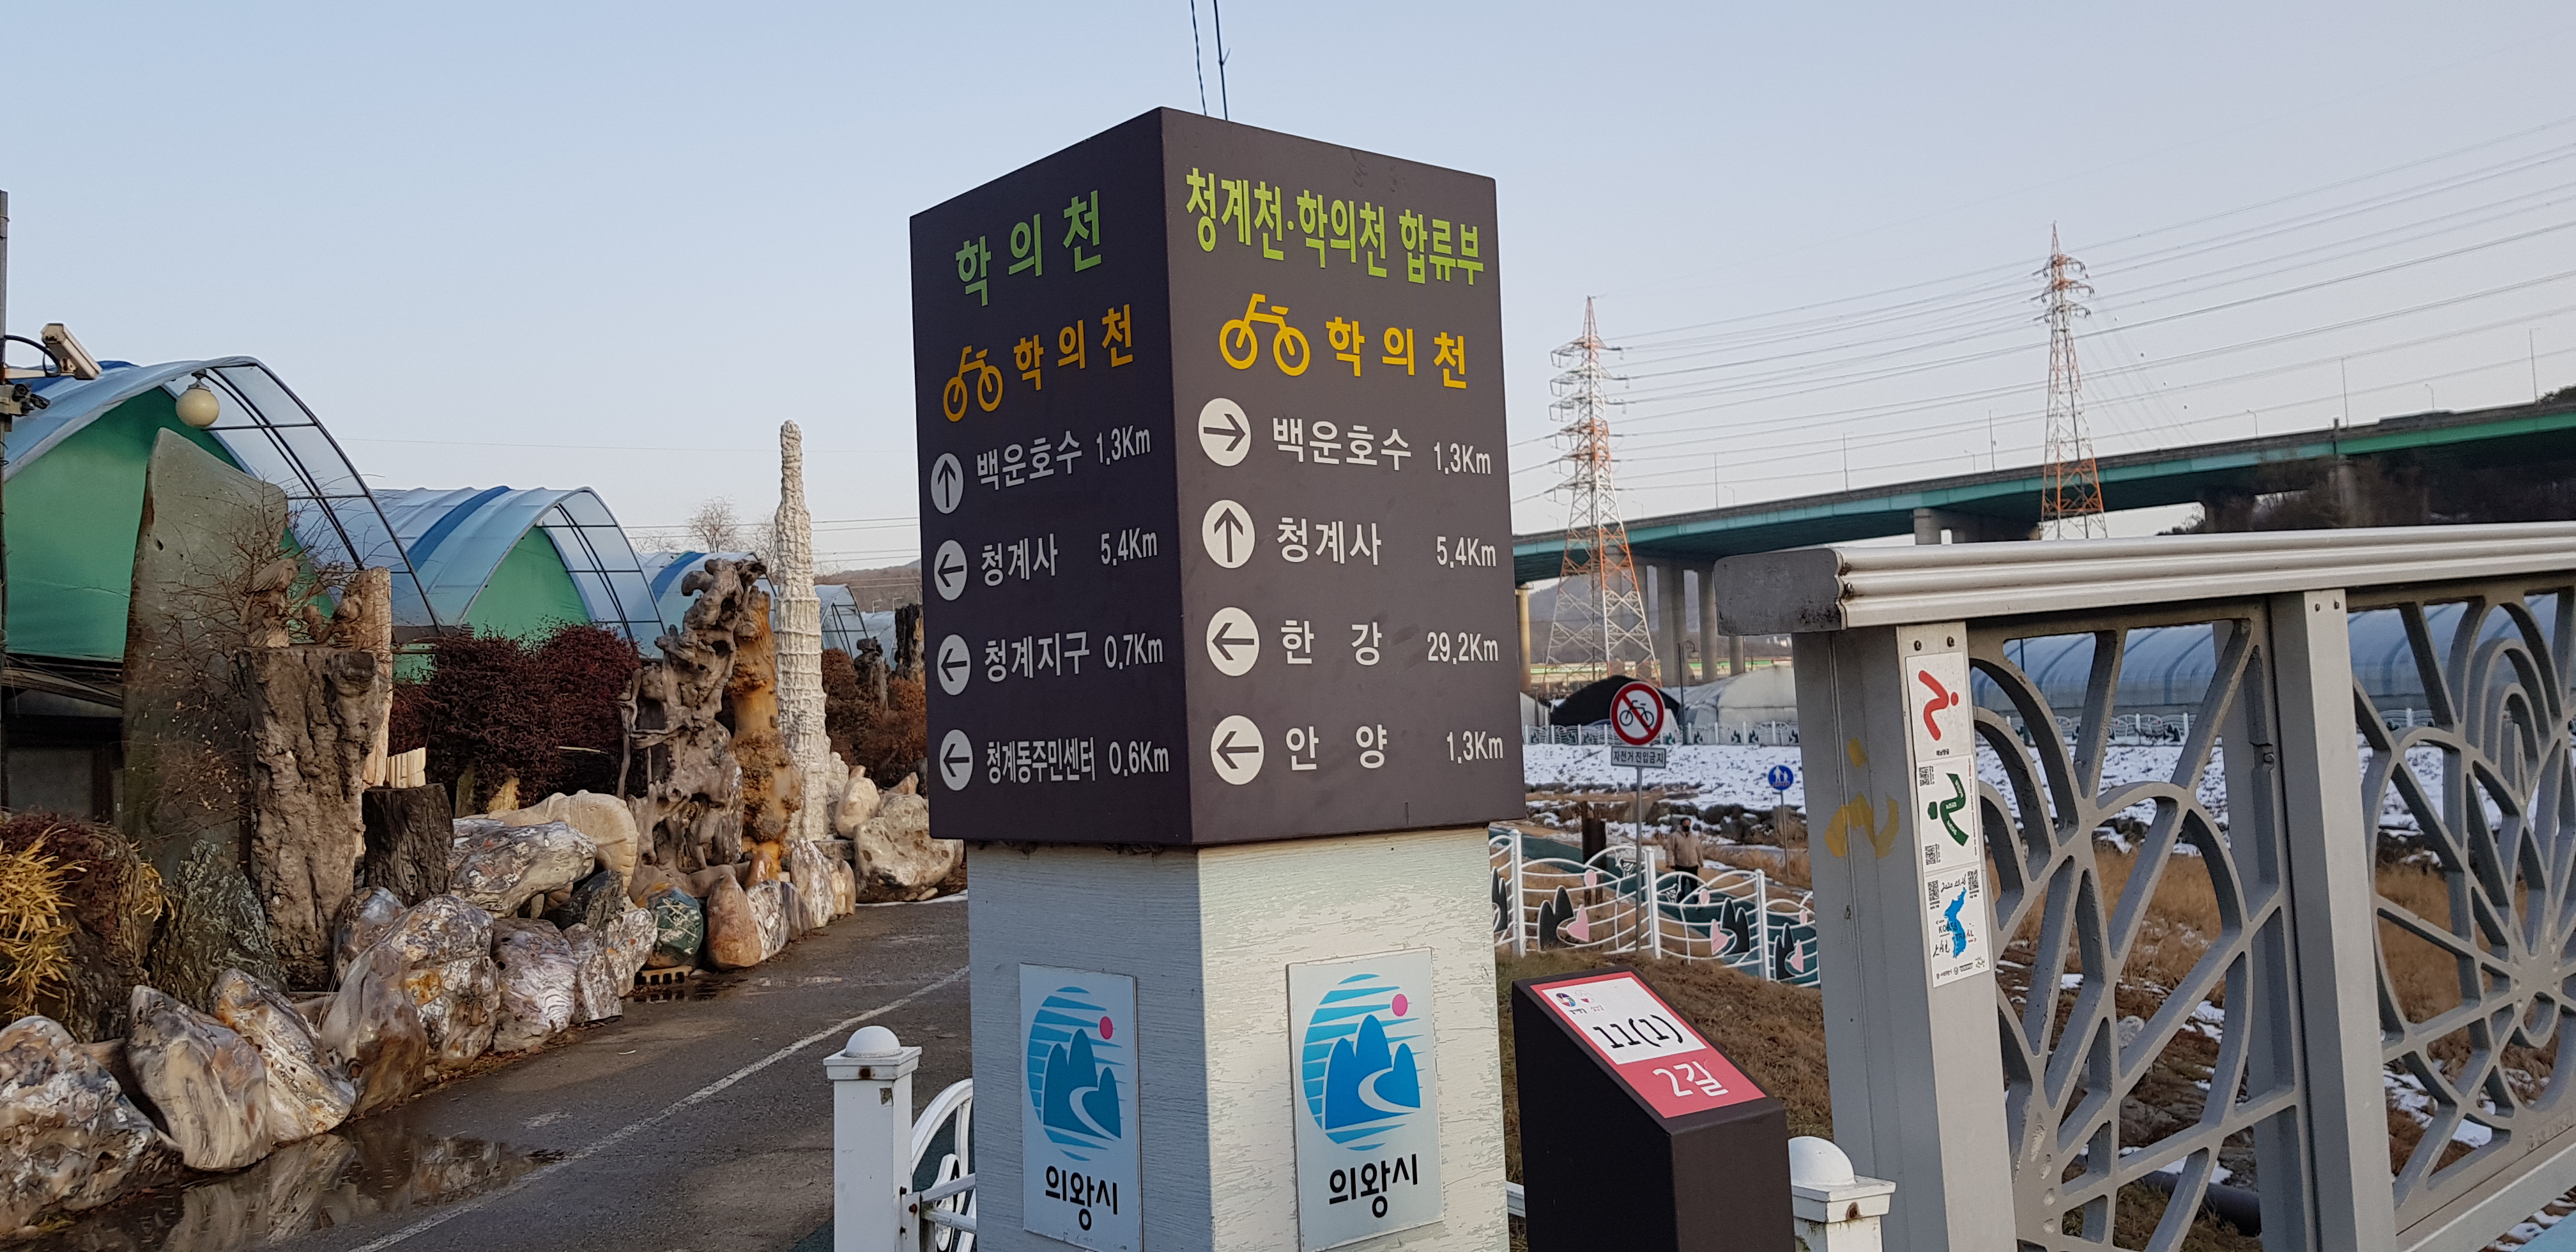 학의천
학의천
백운호수 1.3Km
청계사 5.4Km
청계지구 0.7Km
청계동주민센터 0.6Km
의왕시
청계천·학의천 합류부
학의천
백운호수 1.3Km
청계사 5.4Km
한강 29.2Km
안양 1.3Km
의왕시
자전거 진입금지
11(1)
2길